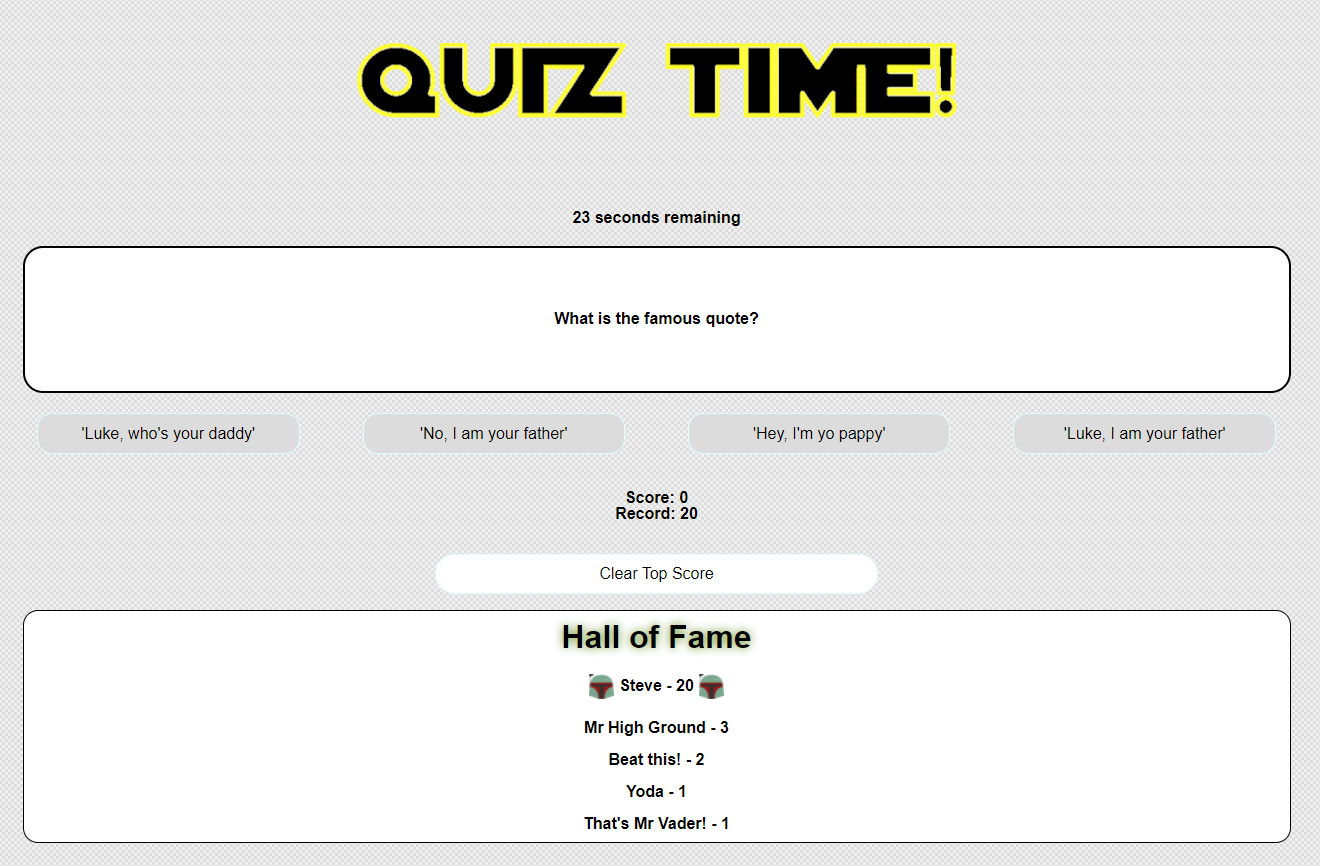 QUIZ TIME!
23 seconds remaining
What is the famous quote?
'Luke, who's your daddy'
'No, I am your father'
'Hey, I'm yo pappy'
'Luke, I am your father'
Score: 0
Record: 20
Clear Top Score
Hall of Fame
Steve - 20
Mr High Ground - 3
Beat this! - 2
Yoda - 1
That's Mr Vader! - 1